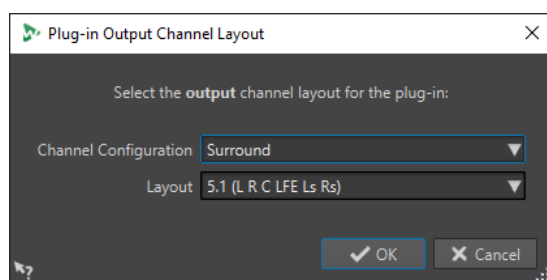 Plug-in Output Channel Layout
Select the output channel layout for the plug-in:
Channel Configuration Surround
Layout 5.1 (L R C LFE Ls Rs)
OK Cancel